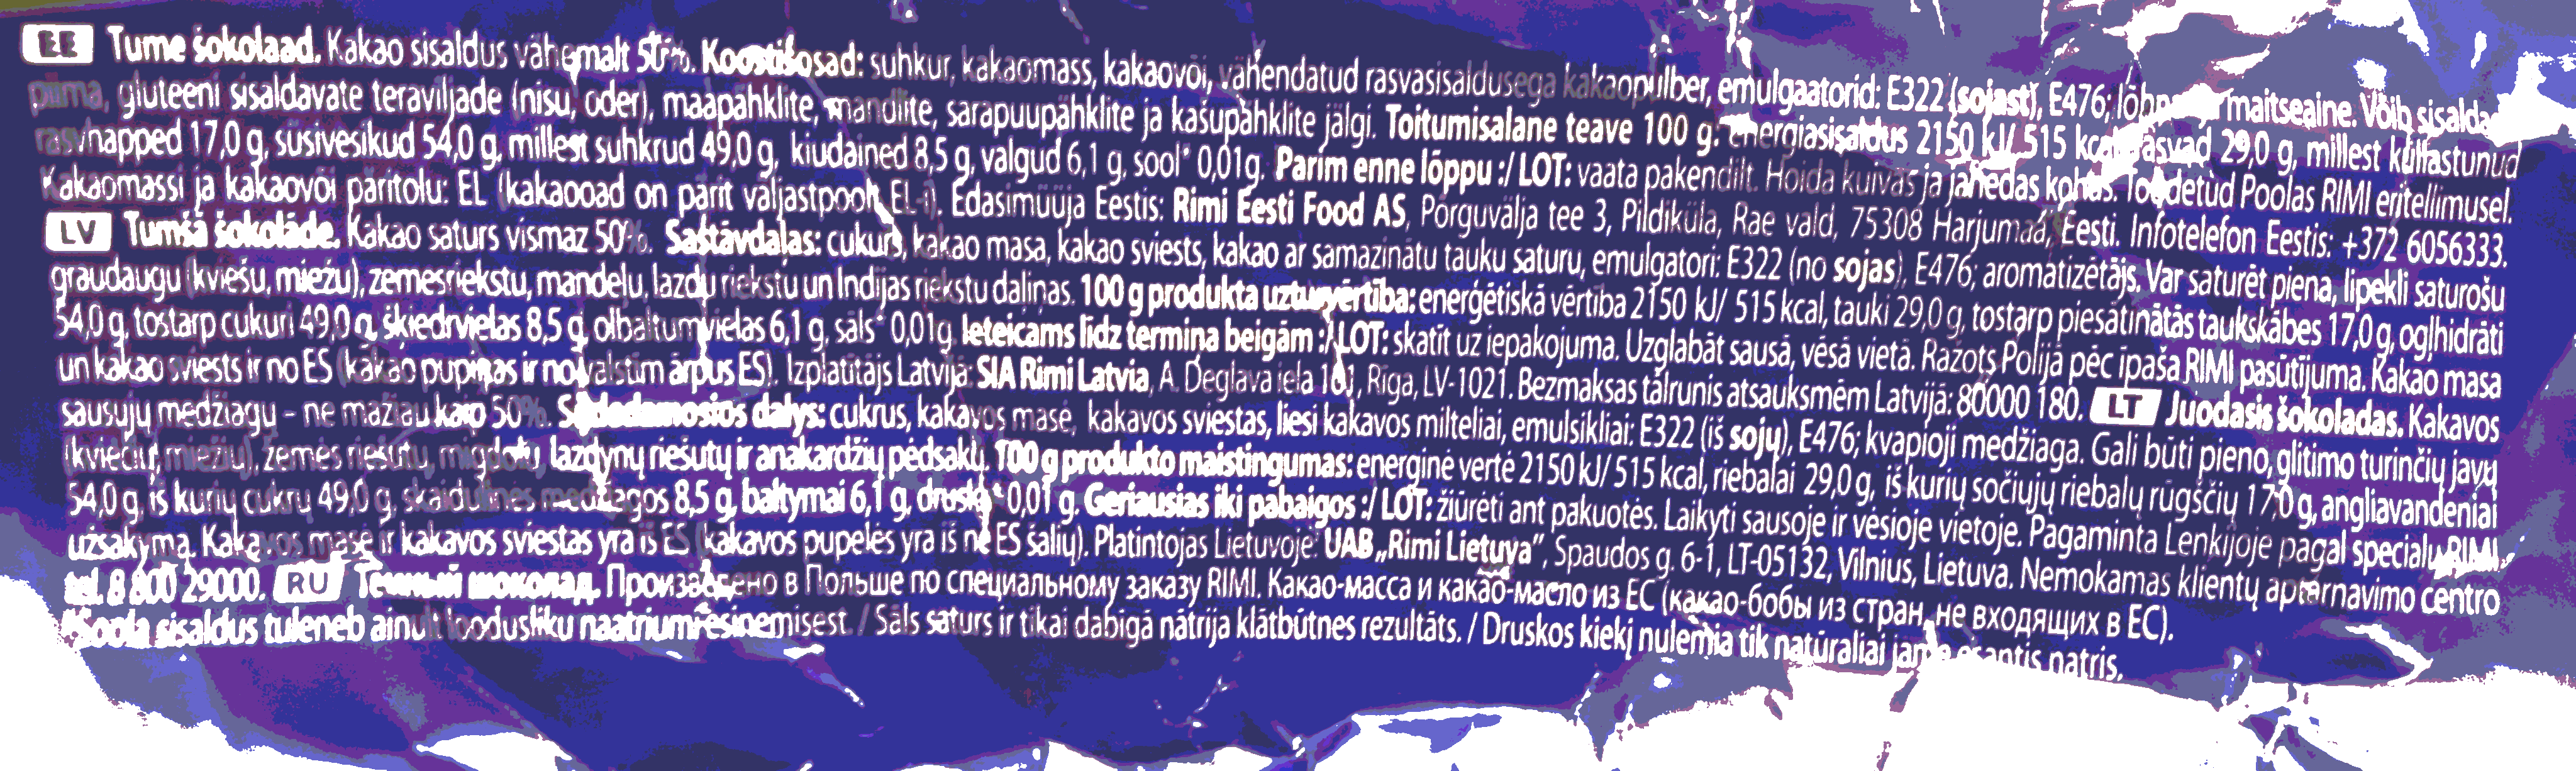 EE Tume šokolaad. Kakao sisaldus vähemalt 50%. Koostisosad: suhkur, kakaomass, kakaovõi, vähendatud rasvasisaldusega kakaopulber, emulgaatorid: E322 (sojast), E476; lõhna- ja maitseaine. Võib sisaldada
piima, gluteeni sisaldavate teraviljade (nisu, oder), maapähklite, mandlite, sarapuupähklite ja kašupähklite jälgi. Toitumisalane teave 100 g: energiasisaldus 2150 kJ/ 515 kcal, rasvad 29,0 g, millest küllastunud
rasvhapped 17,0 g, süsivesikud 54,0 g, millest suhkrud 49,0 g, kiudained 8,5 g, valgud 6,1 g, sool* 0,01g. Parim enne lõppu :/ LOT: vaata pakendilt. Hoida kuivas ja jahedas kohas. Toodetud Poolas RIMI eritellimusel.
Kakaomassi ja kakaovõi päritolu: EL (kakaooad on pärit väljastpoolt EL-i). Edasimüüja Eestis: Rimi Eesti Food AS, Põrguvälja tee 3, Pildiküla, Rae vald, 75308 Harjumaa, Eesti. Infotelefon Eestis: +372 6056333.
LV Tumšā šokolāde. Kakao saturs vismaz 50%. Sastāvdaļas: cukurs, kakao masa, kakao sviests, kakao ar samazinātu tauku saturu, emulgatori: E322 (no sojas), E476; aromatizētājs. Var saturēt piena, lipekli saturošu
graudaugu (kviešu, miežu), zemesriekstu, mandeļu, lazdu riekstu un Indijas riekstu daļiņas. 100 g produkta uzturvērtība: enerģētiskā vērtība 2150 kJ/ 515 kcal, tauki 29,0 g, tostarp piesātinātās taukskābes 17,0 g, ogļhidrāti
54,0 g, tostarp cukuri 49,0 g, šķiedrvielas 8,5 g, olbaltumvielas 6,1 g, sāls* 0,01g. Ieteicams līdz termiņa beigām :/ LOT: skatīt uz iepakojuma. Uzglabāt sausā, vēsā vietā. Ražots Polijā pēc īpaša RIMI pasūtījuma. Kakao masa
un kakao sviests ir no ES (kakao pupiņas ir no valstīm ārpus ES). Izplatītājs Latvijā: SIA Rimi Latvia, A. Deglava iela 161, Rīga, LV-1021. Bezmaksas tālrunis atsauksmēm Latvijā: 80000 180. LT Juodasis šokoladas. Kakavos
sausųjų medžiagų – ne mažiau kaip 50%. Sudedamosios dalys: cukrus, kakavos masė, kakavos sviestas, liesi kakavos milteliai, emulsikliai: E322 (iš sojų), E476; kvapioji medžiaga. Gali būti pieno, glitimo turinčių javų
(kviečių, miežių), žemės riešutų, migdolų, lazdynų riešutų ir anakardžių pėdsakų. 100 g produkto maistingumas: energinė vertė 2150 kJ/ 515 kcal, riebalai 29,0 g, iš kurių sočiųjų riebalų rūgščių 17,0 g, angliavandeniai
54,0 g, iš kurių cukrų 49,0 g, skaidulinės medžiagos 8,5 g, baltymai 6,1 g, druska* 0,01 g. Geriausias iki pabaigos :/ LOT: žiūrėti ant pakuotės. Laikyti sausoje ir vėsioje vietoje. Pagaminta Lenkijoje pagal specialų RIMI
užsakymą. Kakavos masė ir kakavos sviestas yra iš ES (kakavos pupelės yra iš ne ES šalių). Platintojas Lietuvoje: UAB „Rimi Lietuva”, Spaudos g. 6-1, LT-05132, Vilnius, Lietuva. Nemokamas klientų aptarnavimo centro
tel. 8 800 29000. RU Темный шоколад. Произведено в Польше по специальному заказу RIMI. Какао-масса и какао-масло из ЕС (какао-бобы из стран, не входящих в ЕС).
*Soola sisaldus tuleneb ainult loodusliku naatriumi esinemisest. / Sāls saturs ir tikai dabīgā nātrija klātbūtnes rezultāts. / Druskos kiekį nulemia tik natūraliai jame esantis natris.